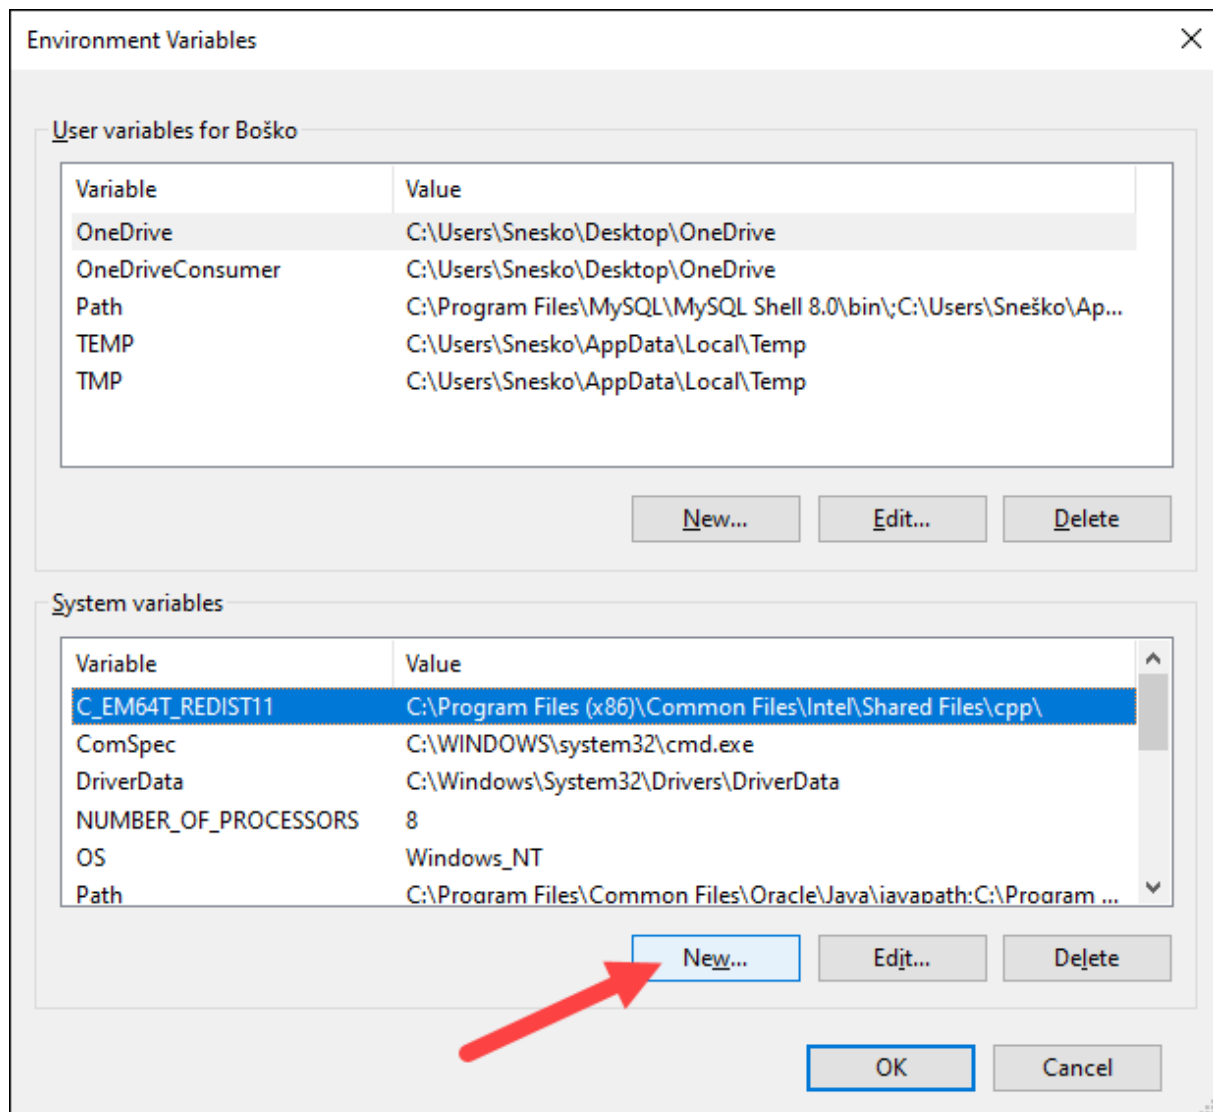 Environment Variables
User variables for Boško
Variable Value
OneDrive C:\Users\Snesko\Desktop\OneDrive
OneDriveConsumer C:\Users\Snesko\Desktop\OneDrive
Path C:\Program Files\MySQL\MySQL Shell 8.0\bin\;C:\Users\Sneško\Ap...
TEMP C:\Users\Snesko\AppData\Local\Temp
TMP C:\Users\Snesko\AppData\Local\Temp
New... Edit... Delete
System variables
Variable Value
C_EM64T_REDIST11 C:\Program Files (x86)\Common Files\Intel\Shared Files\cpp\
ComSpec C:\WINDOWS\system32\cmd.exe
DriverData C:\Windows\System32\Drivers\DriverData
NUMBER_OF_PROCESSORS 8
OS Windows_NT
Path C:\Program Files\Common Files\Oracle\Java\javapath;C:\Program ...
New... Edit... Delete
OK Cancel